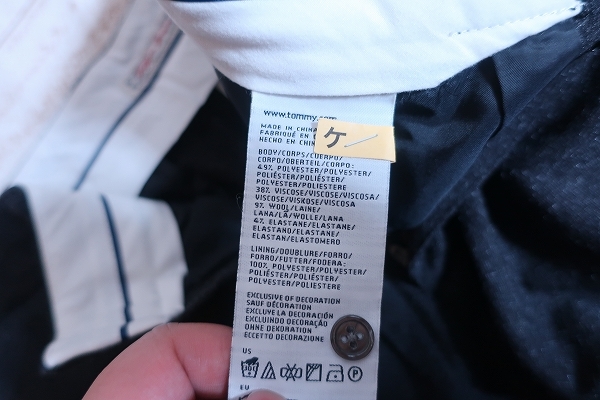 www.tommy.com
MADE IN CHINA
FABRIQUÉ EN
HECHO EN CHIN
ケー
BODY/CORPS/CUERPO/
CORPO/OBERTEIL/CORPO:
49% POLYESTER/POLYESTER/
POLIÉSTER/POLIÉSTER/
POLYESTER/POLIESTERE
38% VISCOSE/VISCOSE/VISCOSA/
VISCOSE/VISKOSE/VISCOSA
9% WOOL/LAINE/
LANA/LÃ/WOLLE/LANA
4% ELASTANE/ELASTANE/
ELASTANO/ELASTANO/
ELASTAN/ELASTOMERO
LINING/DOUBLURE/FORRO/
FORRO/FUTTER/FODERA:
100% POLYESTER/POLYESTER/
POLIÉSTER/POLIÉSTER/
POLYESTER/POLIESTERE
EXCLUSIVE OF DECORATION
SAUF DÉCORATION
EXCLUYE LA DECORACIÓN
EXCLUINDO DECORAÇÃO
OHNE DEKORATION
ECCETTO DECORAZIONE
US
EU